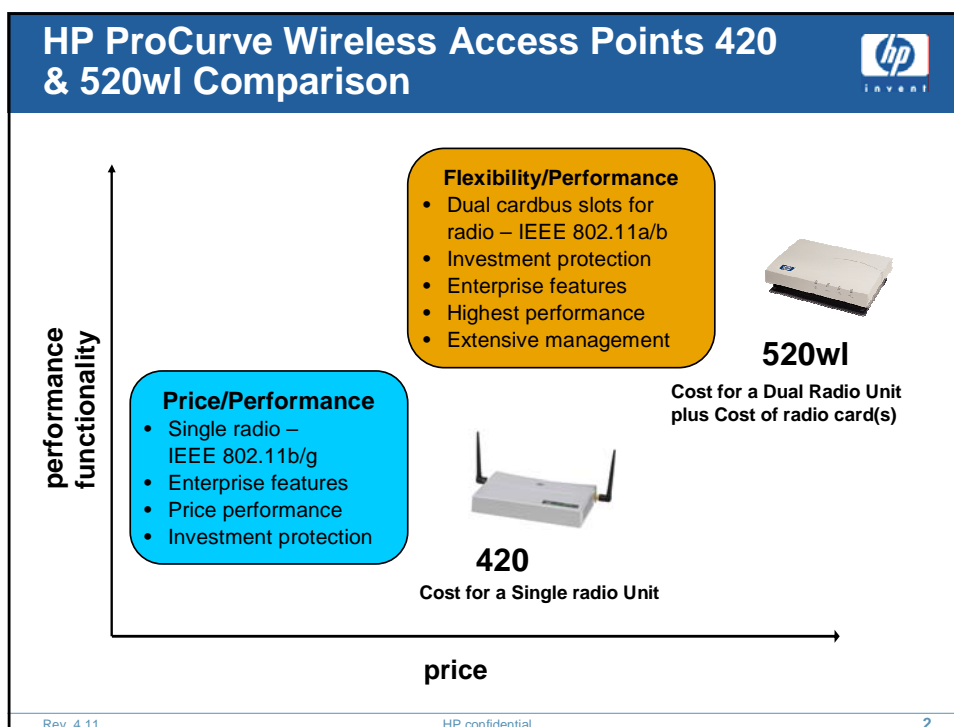 HP ProCurve Wireless Access Points 420
& 520wl Comparison
hp
invent
performance
functionality
Flexibility/Performance
• Dual cardbus slots for
radio – IEEE 802.11a/b
• Investment protection
• Enterprise features
• Highest performance
• Extensive management
520wl
Cost for a Dual Radio Unit
plus Cost of radio card(s)
Price/Performance
• Single radio –
IEEE 802.11b/g
• Enterprise features
• Price performance
• Investment protection
420
Cost for a Single radio Unit
price
Rev. 4.11
HP confidential
2